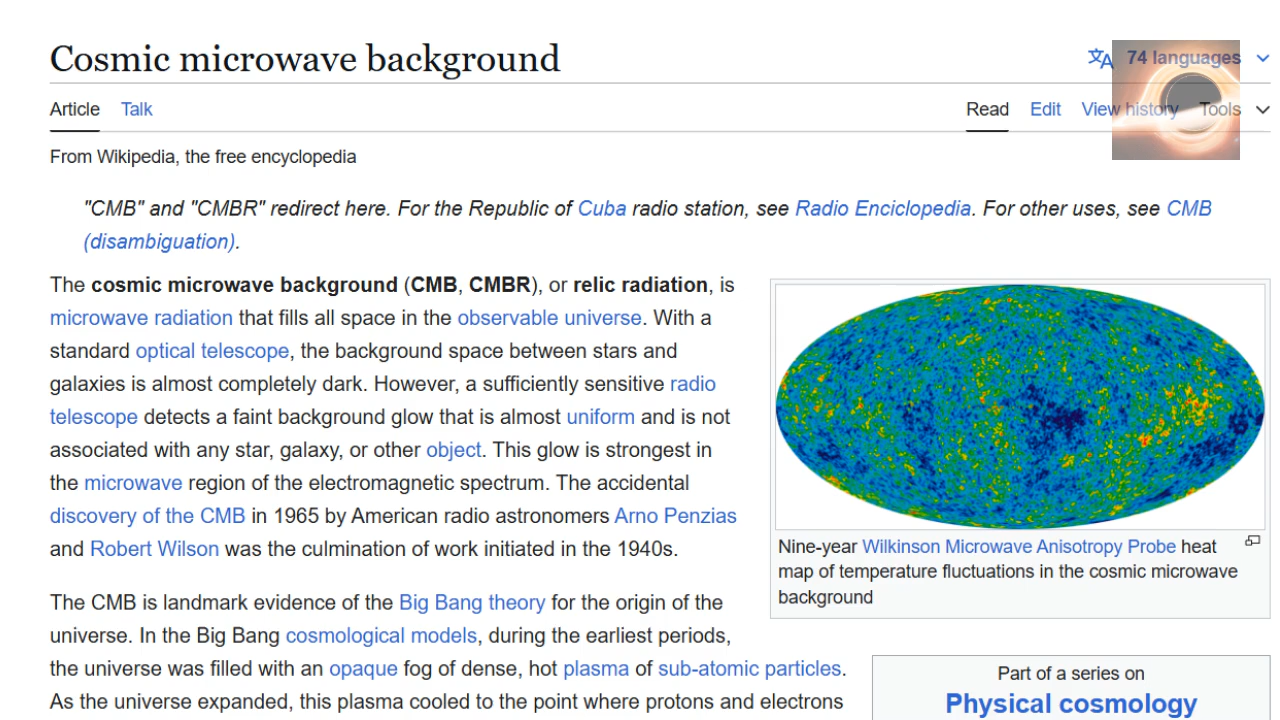 Cosmic microwave background
74 languages
Article Talk
Read Edit View history Tools
From Wikipedia, the free encyclopedia
"CMB" and "CMBR" redirect here. For the Republic of Cuba radio station, see Radio Enciclopedia. For other uses, see CMB
(disambiguation).
The cosmic microwave background (CMB, CMBR), or relic radiation, is
microwave radiation that fills all space in the observable universe. With a
standard optical telescope, the background space between stars and
galaxies is almost completely dark. However, a sufficiently sensitive radio
telescope detects a faint background glow that is almost uniform and is not
associated with any star, galaxy, or other object. This glow is strongest in
the microwave region of the electromagnetic spectrum. The accidental
discovery of the CMB in 1965 by American radio astronomers Arno Penzias
and Robert Wilson was the culmination of work initiated in the 1940s.
Nine-year Wilkinson Microwave Anisotropy Probe heat
map of temperature fluctuations in the cosmic microwave
background
The CMB is landmark evidence of the Big Bang theory for the origin of the
universe. In the Big Bang cosmological models, during the earliest periods,
the universe was filled with an opaque fog of dense, hot plasma of sub-atomic particles.
As the universe expanded, this plasma cooled to the point where protons and electrons
Part of a series on
Physical cosmology